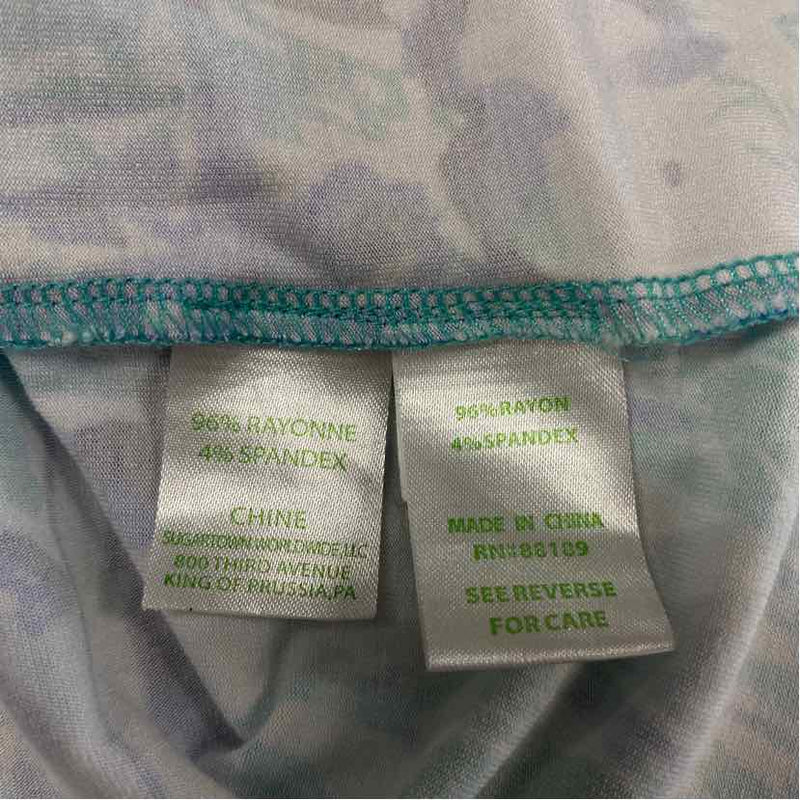 96% RAYONNE
4% SPANDEX
CHINE
SUGARTOWN WORLDWIDE, LLC
800 THIRD AVENUE
KING OF PRUSSIA, PA
96% RAYON
4% SPANDEX
MADE IN CHINA
RN#88189
SEE REVERSE
FOR CARE